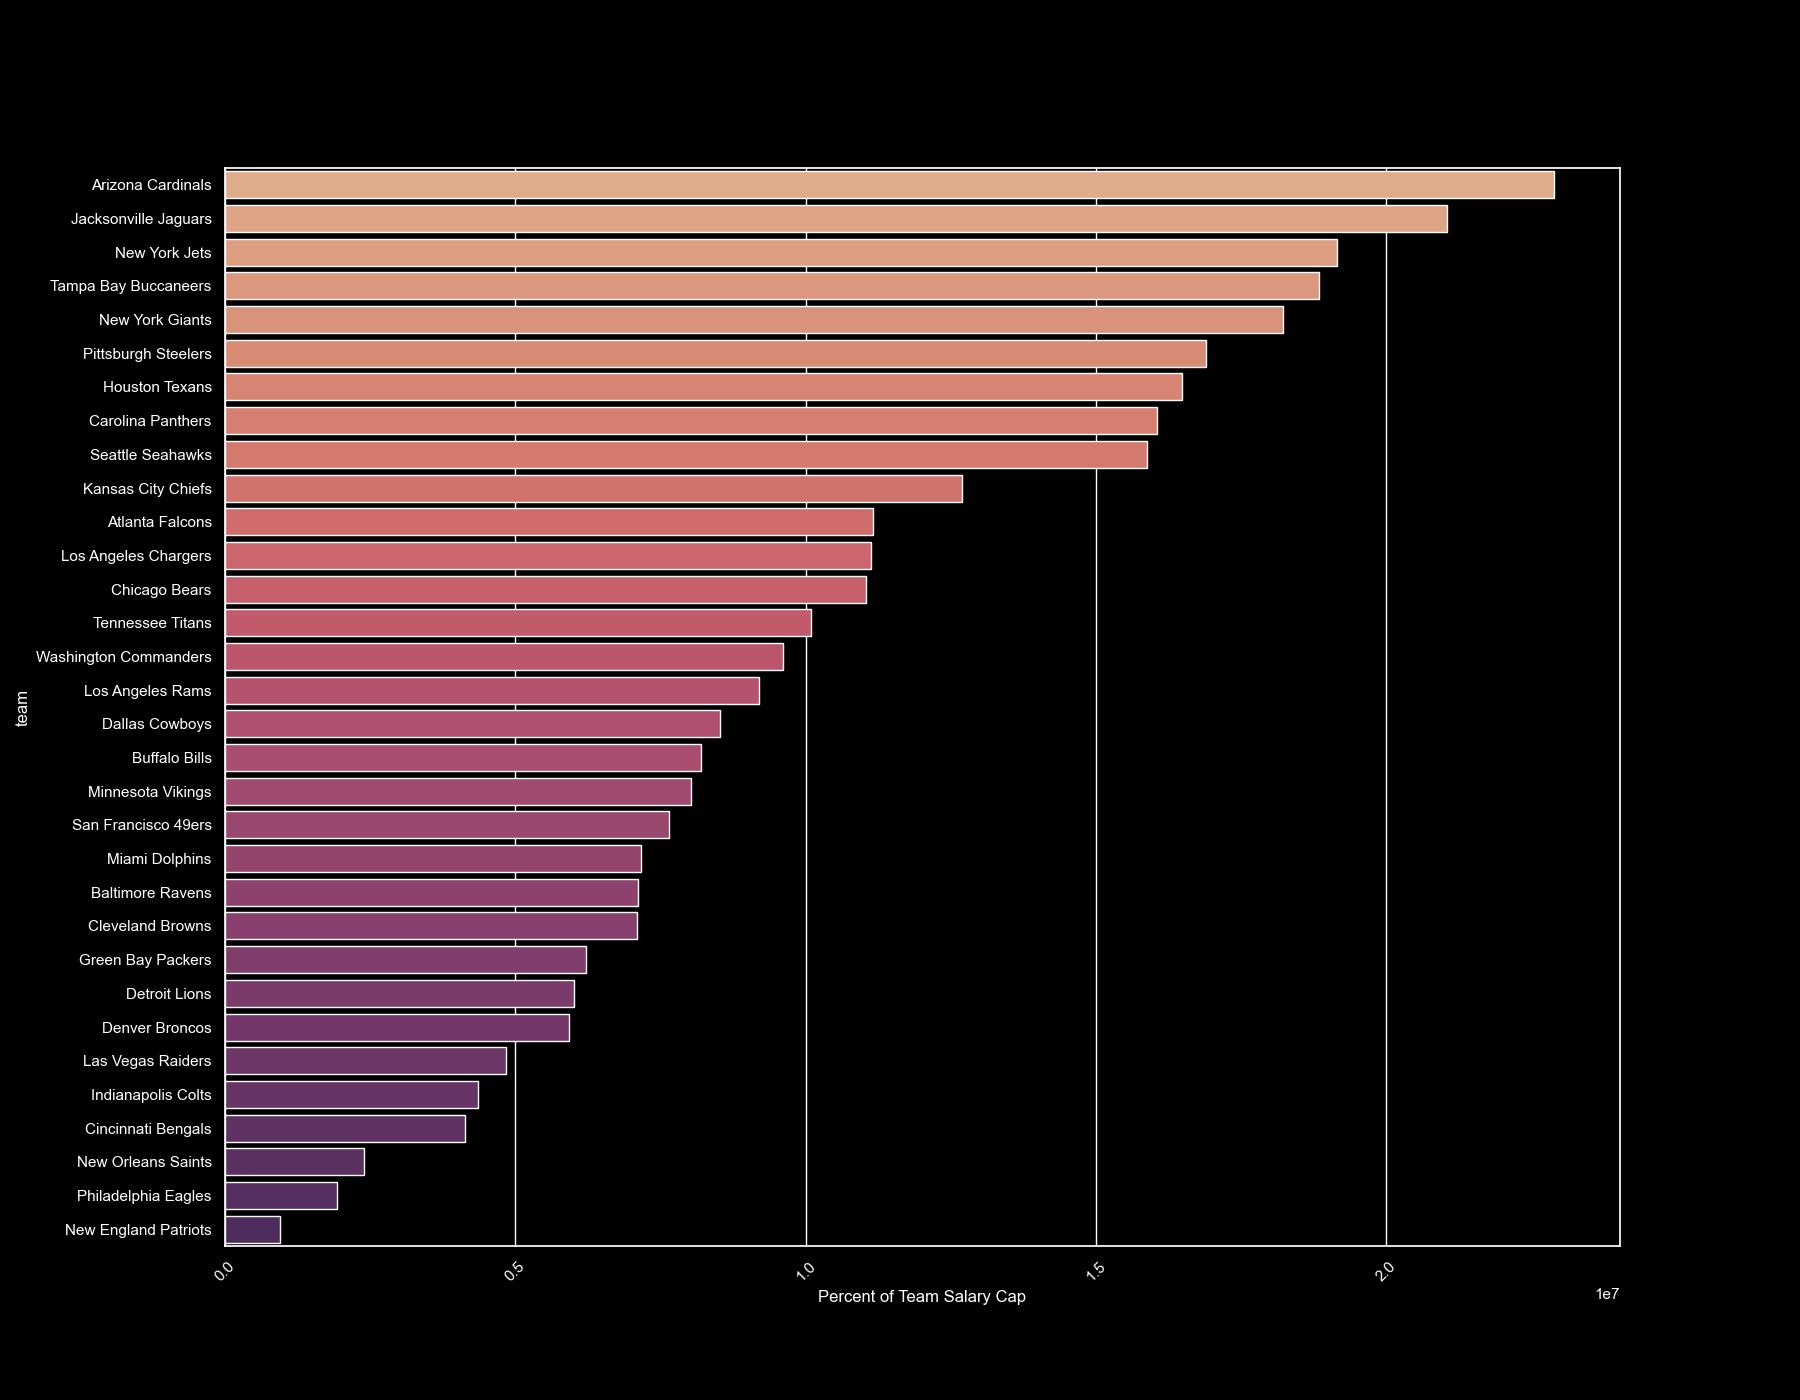 Arizona Cardinals
Jacksonville Jaguars
New York Jets
Tampa Bay Buccaneers
New York Giants
Pittsburgh Steelers
Houston Texans
Carolina Panthers
Seattle Seahawks
Kansas City Chiefs
Atlanta Falcons
Los Angeles Chargers
Chicago Bears
Tennessee Titans
Washington Commanders
Los Angeles Rams
Dallas Cowboys
Buffalo Bills
Minnesota Vikings
San Francisco 49ers
Miami Dolphins
Baltimore Ravens
Cleveland Browns
Green Bay Packers
Detroit Lions
Denver Broncos
Las Vegas Raiders
Indianapolis Colts
Cincinnati Bengals
New Orleans Saints
Philadelphia Eagles
New England Patriots
team
0.0 0.5 1.0 1.5 2.0
1e7
Percent of Team Salary Cap